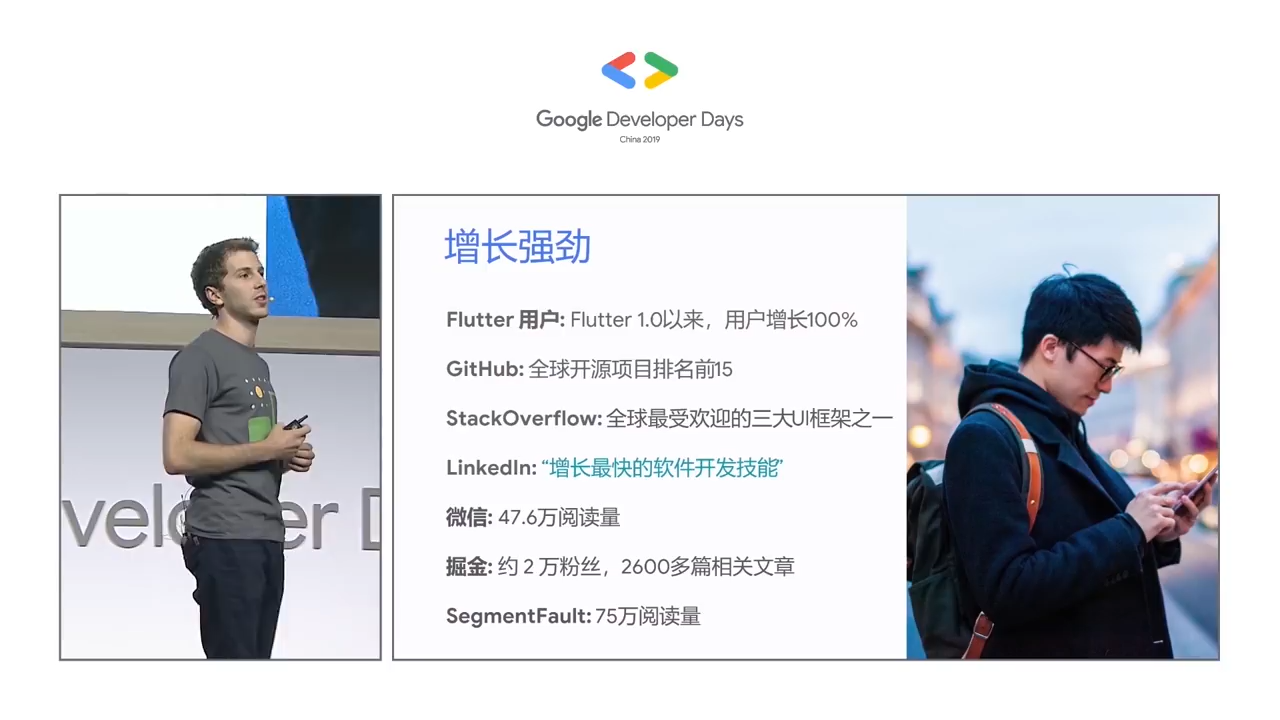 Google Developer Days
China 2019
增长强劲
Flutter 用户: Flutter 1.0以来，用户增长100%
GitHub: 全球开源项目排名前15
StackOverflow: 全球最受欢迎的三大UI框架之一
LinkedIn: “增长最快的软件开发技能”
微信: 47.6万阅读量
掘金: 约 2 万粉丝，2600多篇相关文章
SegmentFault: 75万阅读量
veloper D